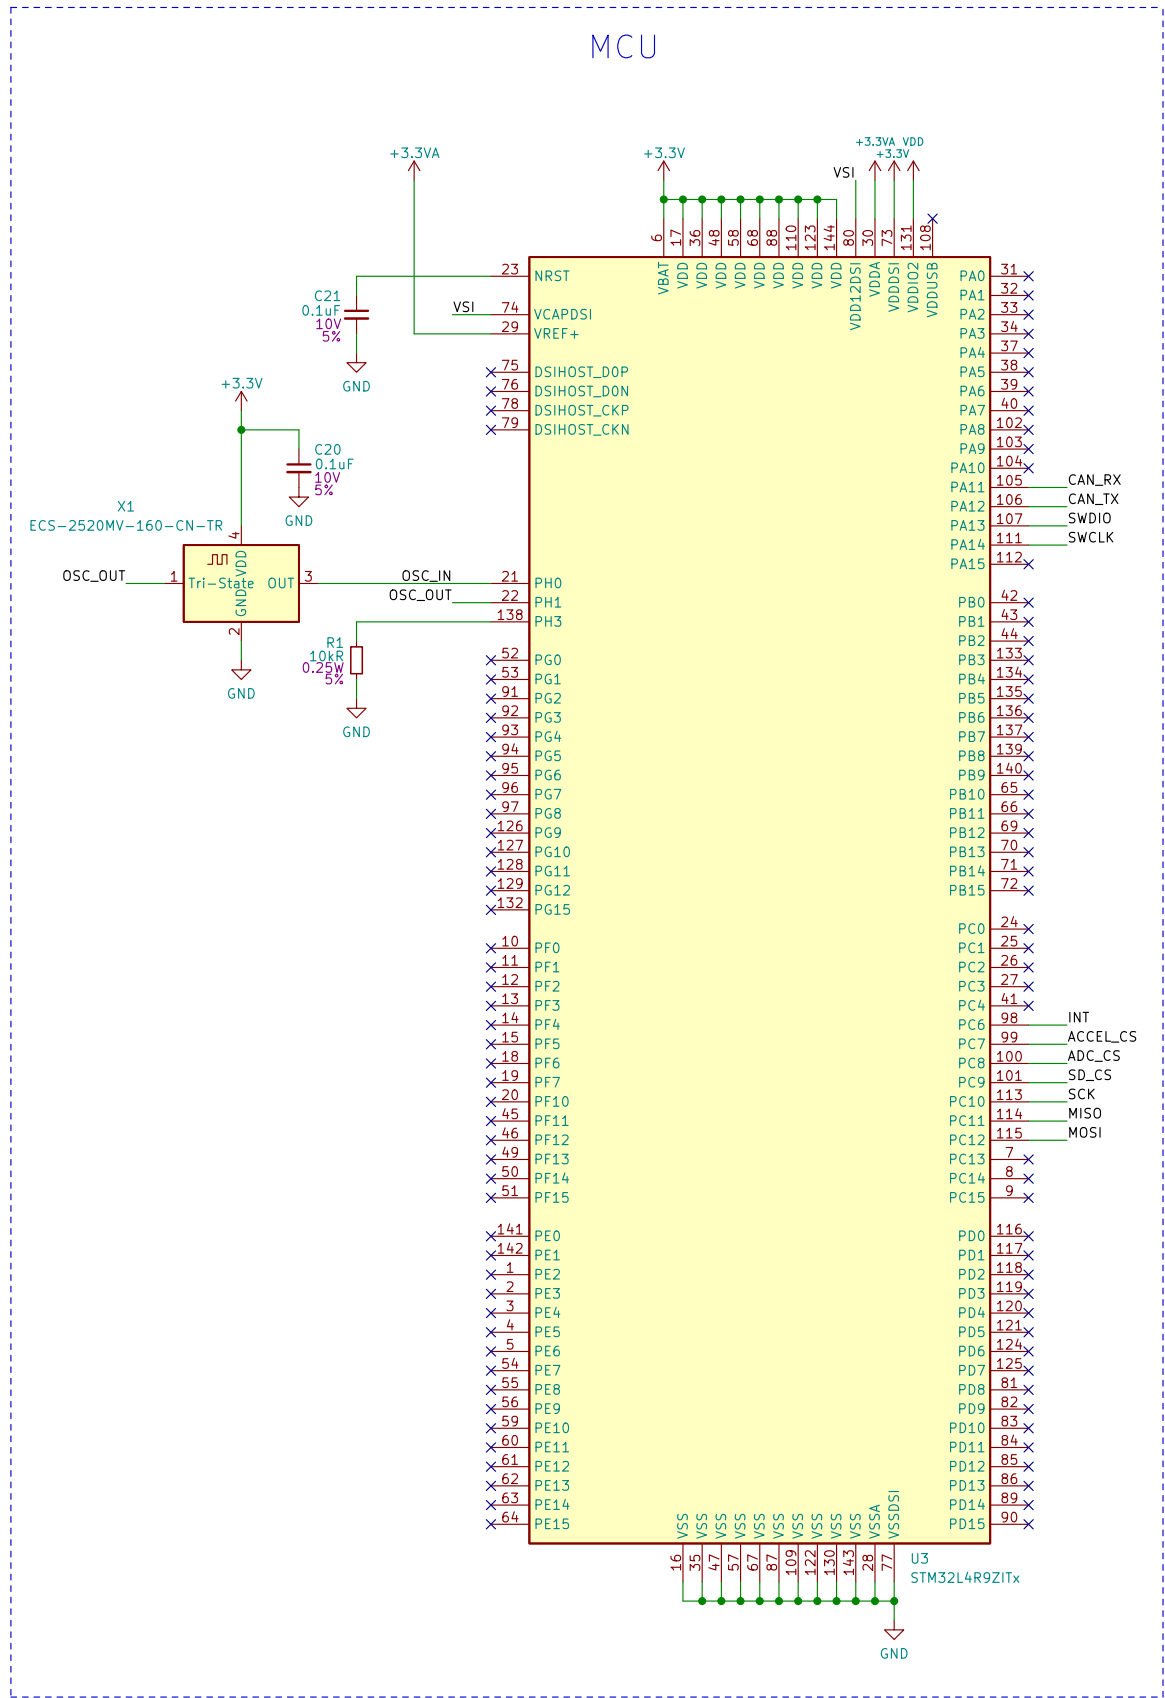 MCU
+3.3VA
+3.3V
+3.3VA VDD
+3.3V
VSI
6 17 36 48 58 68 88 110 123 144 80 30 73 131 108
VBAT VDD VDD VDD VDD VDD VDD VDD VDD VDD VDD12DSI VDDA VDDDSI VDDIO2 VDDUSB
23 NRST
C21
0.1uF
10V
5%
GND
VSI 74 VCAPDSI
29 VREF+
75 DSIHOST_D0P
76 DSIHOST_D0N
78 DSIHOST_CKP
79 DSIHOST_CKN
+3.3V
C20
0.1uF
10V
5%
GND
X1
ECS-2520MV-160-CN-TR
4
VDD
OSC_OUT 1 Tri-State OUT 3
GND
2
GND
OSC_IN 21 PH0
OSC_OUT 22 PH1
138 PH3
R1
10kR
0.25W
5%
GND
52 PG0
53 PG1
91 PG2
92 PG3
93 PG4
94 PG5
95 PG6
96 PG7
97 PG8
126 PG9
127 PG10
128 PG11
129 PG12
132 PG15
10 PF0
11 PF1
12 PF2
13 PF3
14 PF4
15 PF5
18 PF6
19 PF7
20 PF10
45 PF11
46 PF12
49 PF13
50 PF14
51 PF15
141 PE0
142 PE1
1 PE2
2 PE3
3 PE4
4 PE5
5 PE6
54 PE7
55 PE8
56 PE9
59 PE10
60 PE11
61 PE12
62 PE13
63 PE14
64 PE15
PA0 31
PA1 32
PA2 33
PA3 34
PA4 37
PA5 38
PA6 39
PA7 40
PA8 102
PA9 103
PA10 104
PA11 105 CAN_RX
PA12 106 CAN_TX
PA13 107 SWDIO
PA14 111 SWCLK
PA15 112
PB0 42
PB1 43
PB2 44
PB3 133
PB4 134
PB5 135
PB6 136
PB7 137
PB8 139
PB9 140
PB10 65
PB11 66
PB12 69
PB13 70
PB14 71
PB15 72
PC0 24
PC1 25
PC2 26
PC3 27
PC4 41
PC6 98 INT
PC7 99 ACCEL_CS
PC8 100 ADC_CS
PC9 101 SD_CS
PC10 113 SCK
PC11 114 MISO
PC12 115 MOSI
PC13 7
PC14 8
PC15 9
PD0 116
PD1 117
PD2 118
PD3 119
PD4 120
PD5 121
PD6 124
PD7 125
PD8 81
PD9 82
PD10 83
PD11 84
PD12 85
PD13 86
PD14 89
PD15 90
VSS VSS VSS VSS VSS VSS VSS VSS VSS VSS VSSA VSSDSI
16 35 47 57 67 87 109 122 130 143 28 77
U3
STM32L4R9ZITx
GND